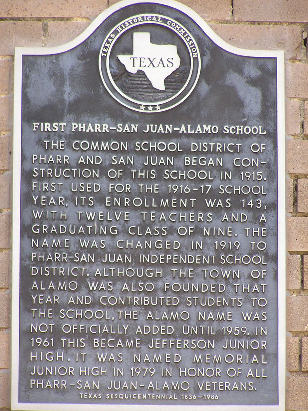 TEXAS HISTORICAL COMMISSION
TEXAS
FIRST PHARR-SAN JUAN-ALAMO SCHOOL
THE COMMON SCHOOL DISTRICT OF
PHARR AND SAN JUAN BEGAN CON-
STRUCTION OF THIS SCHOOL IN 1915.
FIRST USED FOR THE 1916-17 SCHOOL
YEAR, ITS ENROLLMENT WAS 143,
WITH TWELVE TEACHERS AND A
GRADUATING CLASS OF NINE. THE
NAME WAS CHANGED IN 1919 TO
PHARR-SAN JUAN INDEPENDENT SCHOOL
DISTRICT. ALTHOUGH THE TOWN OF
ALAMO WAS ALSO FOUNDED THAT
YEAR AND CONTRIBUTED STUDENTS TO
THE SCHOOL, THE ALAMO NAME WAS
NOT OFFICIALLY ADDED UNTIL 1959. IN
1961 THIS BECAME JEFFERSON JUNIOR
HIGH. IT WAS NAMED MEMORIAL
JUNIOR HIGH IN 1979 IN HONOR OF ALL
PHARR-SAN JUAN-ALAMO VETERANS.
TEXAS SESQUICENTENNIAL 1836-1986